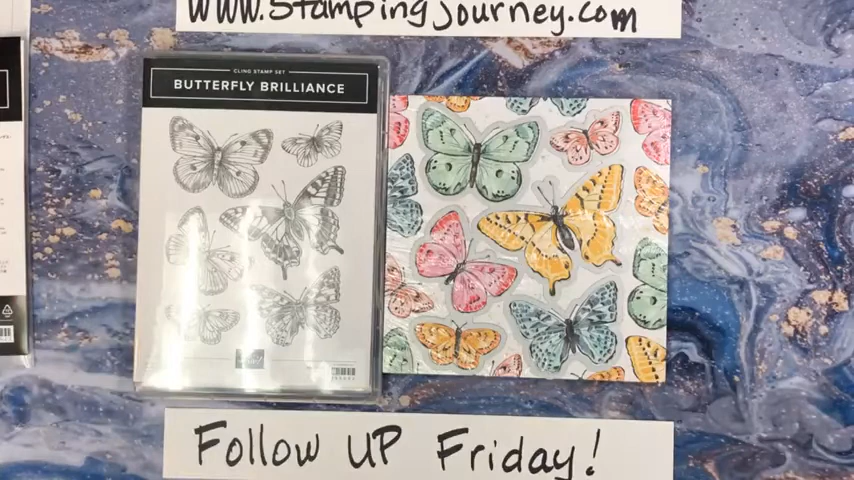 www.StampingJourney.com
CLING STAMP SET
BUTTERFLY BRILLIANCE
Follow UP Friday!